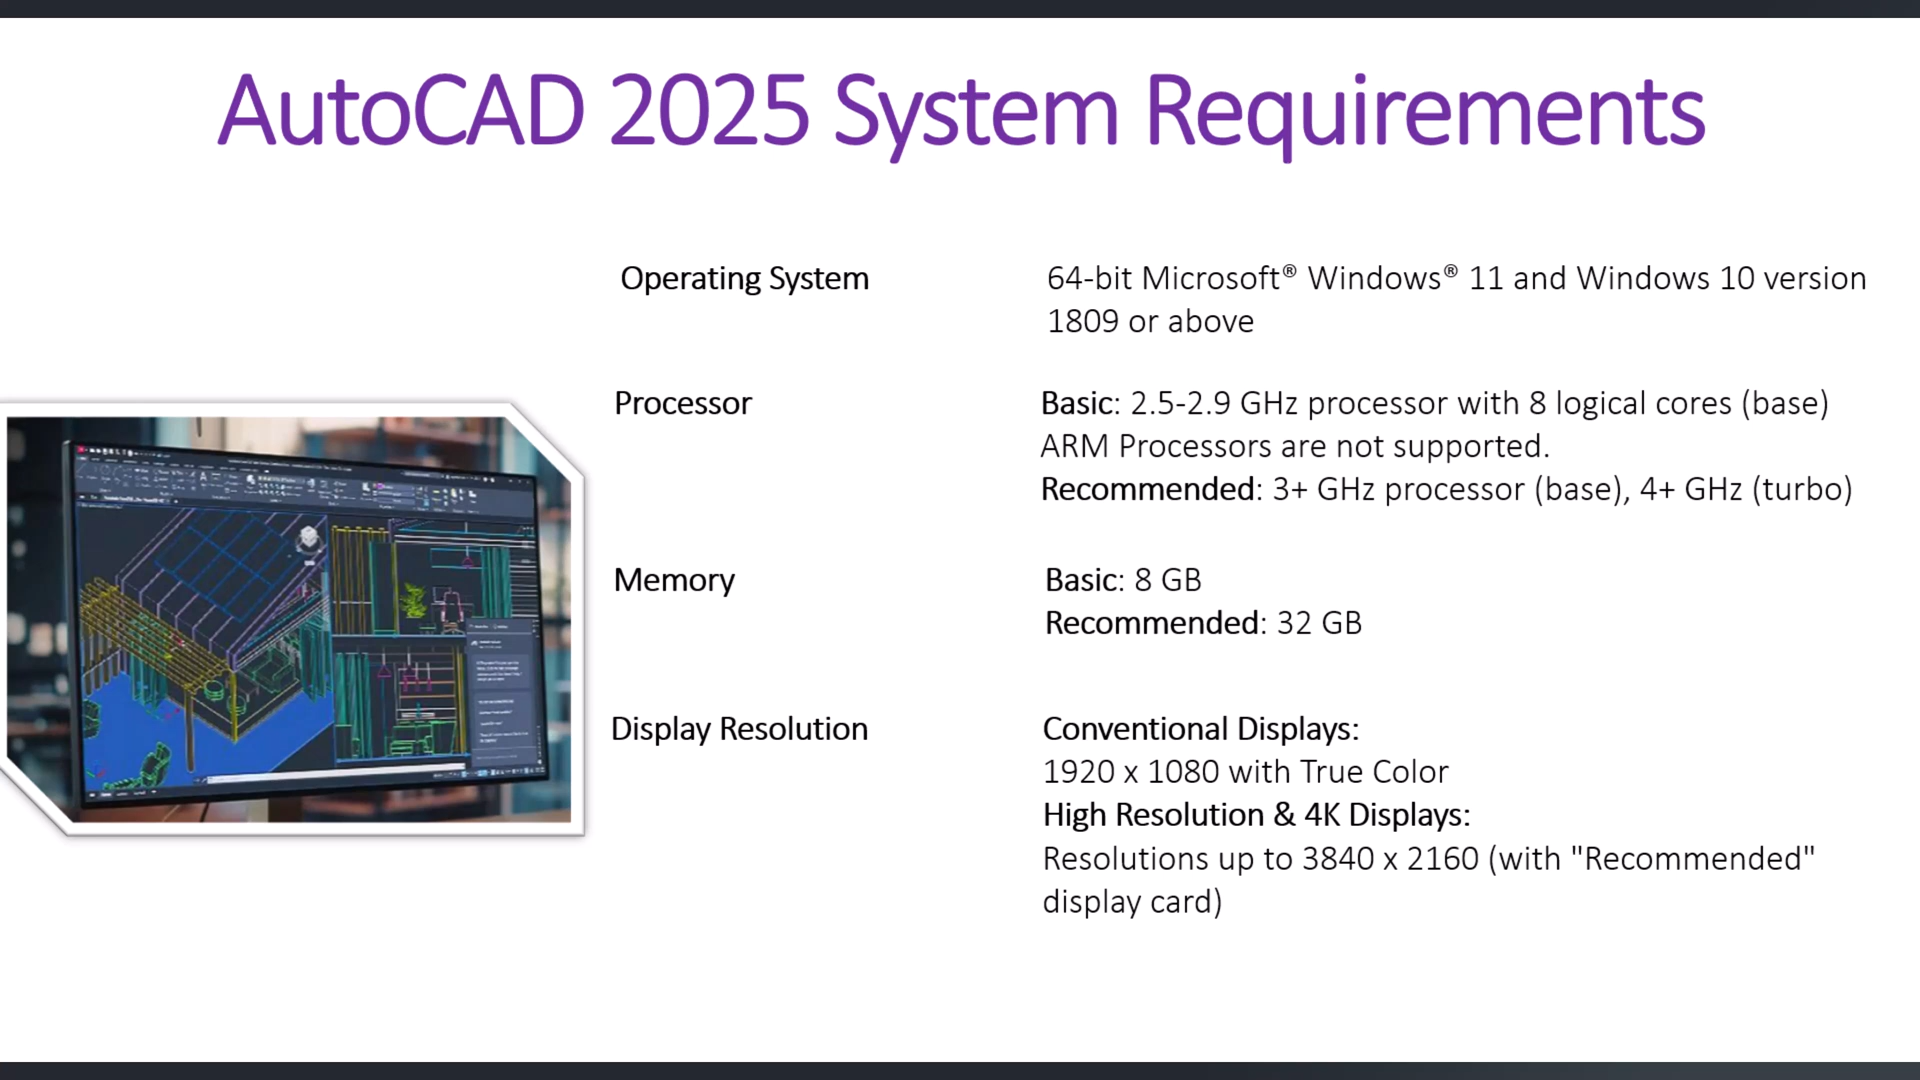 AutoCAD 2025 System Requirements
Operating System
64-bit Microsoft® Windows® 11 and Windows 10 version
1809 or above
Processor
Basic: 2.5-2.9 GHz processor with 8 logical cores (base)
ARM Processors are not supported.
Recommended: 3+ GHz processor (base), 4+ GHz (turbo)
Memory
Basic: 8 GB
Recommended: 32 GB
Display Resolution
Conventional Displays:
1920 x 1080 with True Color
High Resolution & 4K Displays:
Resolutions up to 3840 x 2160 (with "Recommended"
display card)